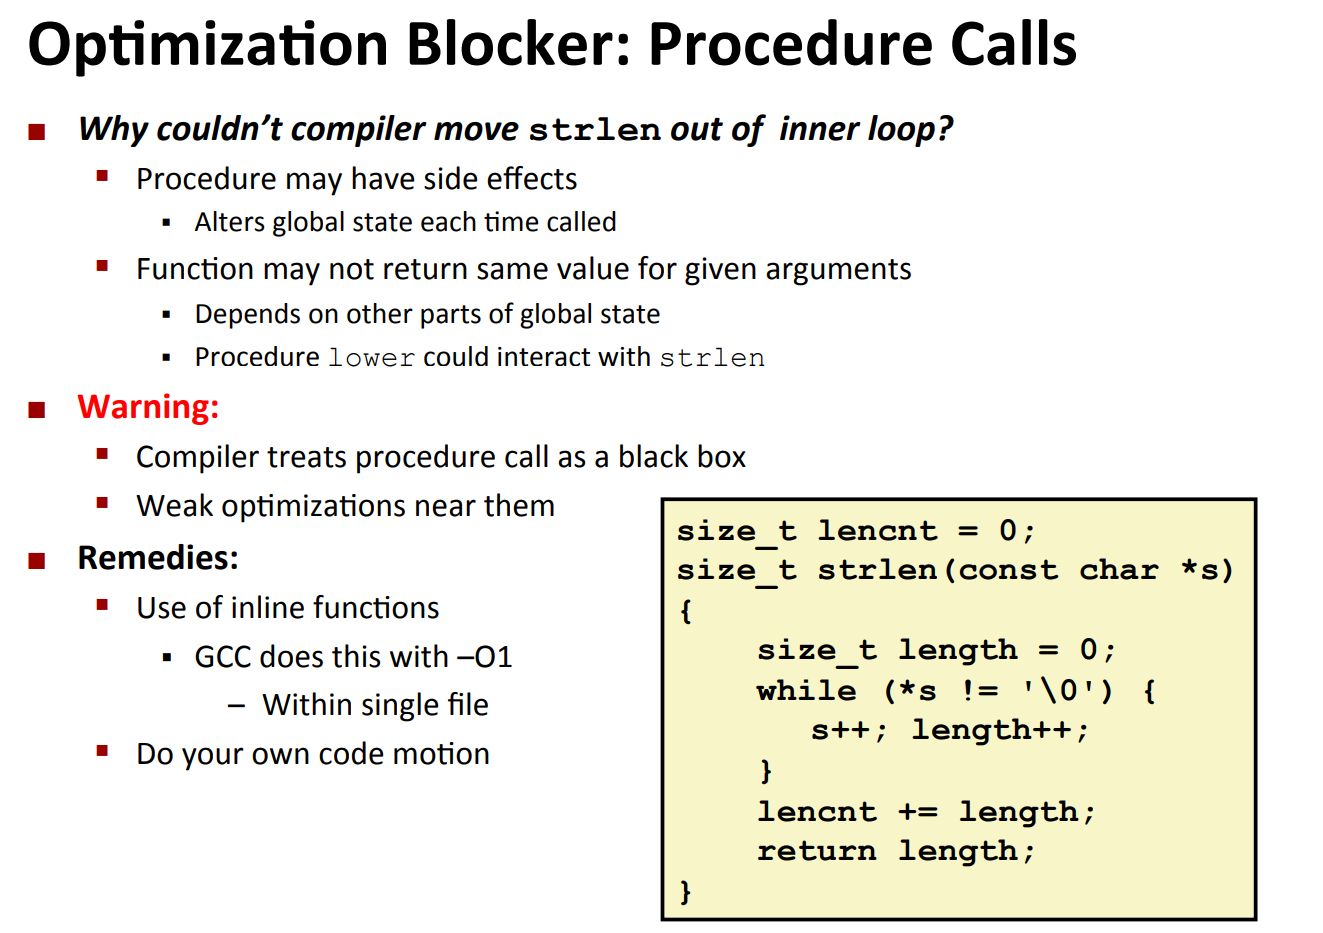 Optimization Blocker: Procedure Calls
■ Why couldn’t compiler move strlen out of inner loop?
▪ Procedure may have side effects
▪ Alters global state each time called
▪ Function may not return same value for given arguments
▪ Depends on other parts of global state
▪ Procedure lower could interact with strlen
■ Warning:
▪ Compiler treats procedure call as a black box
▪ Weak optimizations near them
■ Remedies:
▪ Use of inline functions
▪ GCC does this with –O1
– Within single file
▪ Do your own code motion
size_t lencnt = 0;
size_t strlen(const char *s)
{
    size_t length = 0;
    while (*s != '\0') {
       s++; length++;
    }
    lencnt += length;
    return length;
}